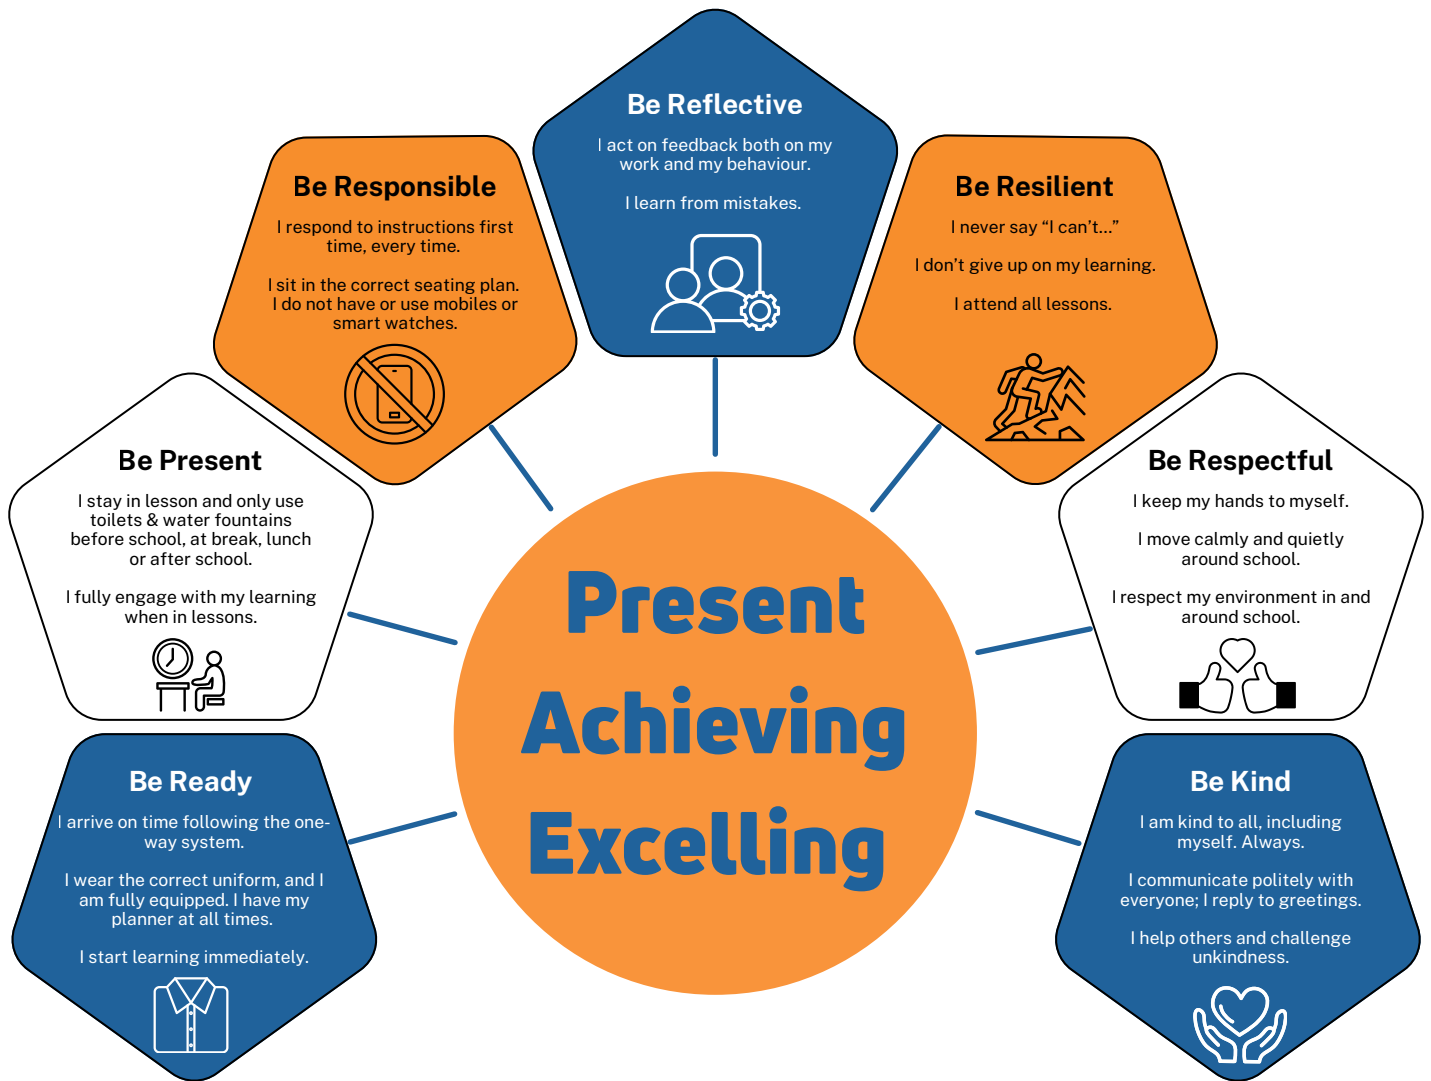 Be Reflective
I act on feedback both on my
work and my behaviour.
I learn from mistakes.
Be Responsible
I respond to instructions first
time, every time.
I sit in the correct seating plan.
I do not have or use mobiles or
smart watches.
Be Resilient
I never say “I can’t...”
I don’t give up on my learning.
I attend all lessons.
Be Present
I stay in lesson and only use
toilets & water fountains
before school, at break, lunch
or after school.
I fully engage with my learning
when in lessons.
Be Respectful
I keep my hands to myself.
I move calmly and quietly
around school.
I respect my environment in and
around school.
Present
Achieving
Excelling
Be Ready
I arrive on time following the one-
way system.
I wear the correct uniform, and I
am fully equipped. I have my
planner at all times.
I start learning immediately.
Be Kind
I am kind to all, including
myself. Always.
I communicate politely with
everyone; I reply to greetings.
I help others and challenge
unkindness.